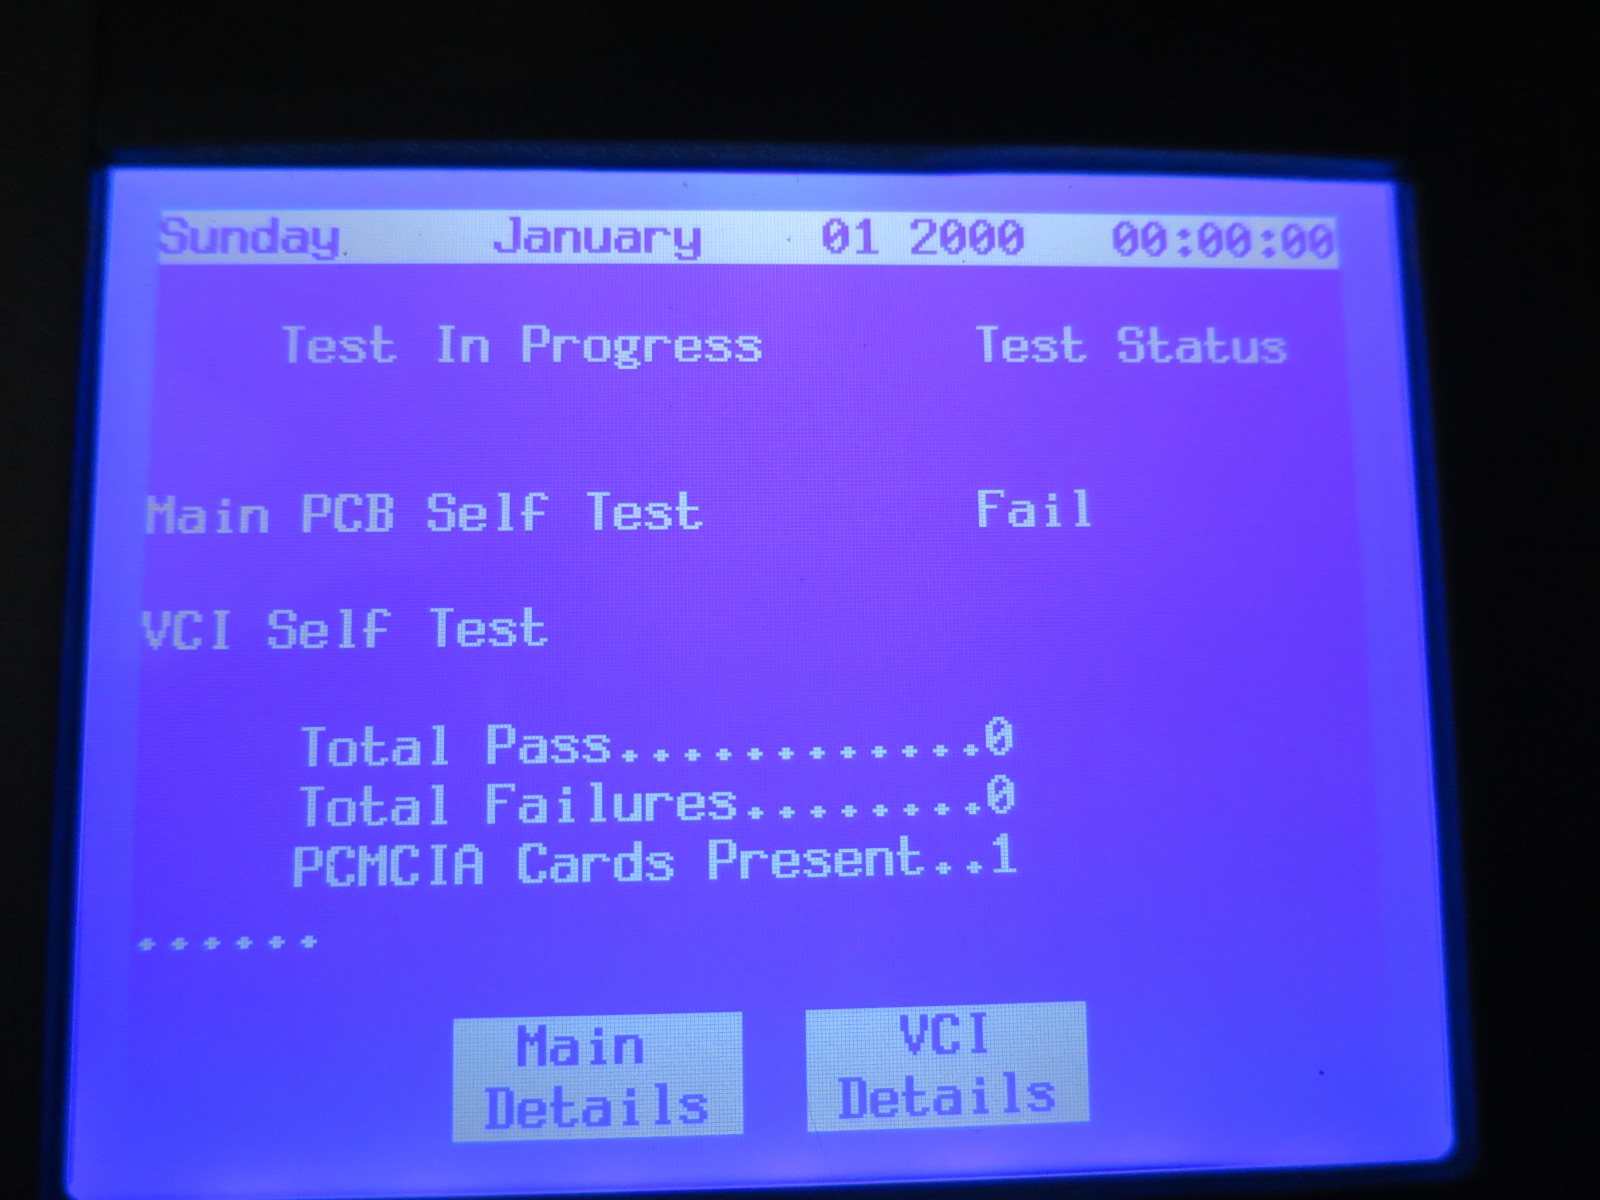 Sunday January 01 2000 00:00:00
Test In Progress Test Status
Main PCB Self Test Fail
VCI Self Test
Total Pass............0
Total Failures........0
PCMCIA Cards Present..1
......
Main Details
VCI Details